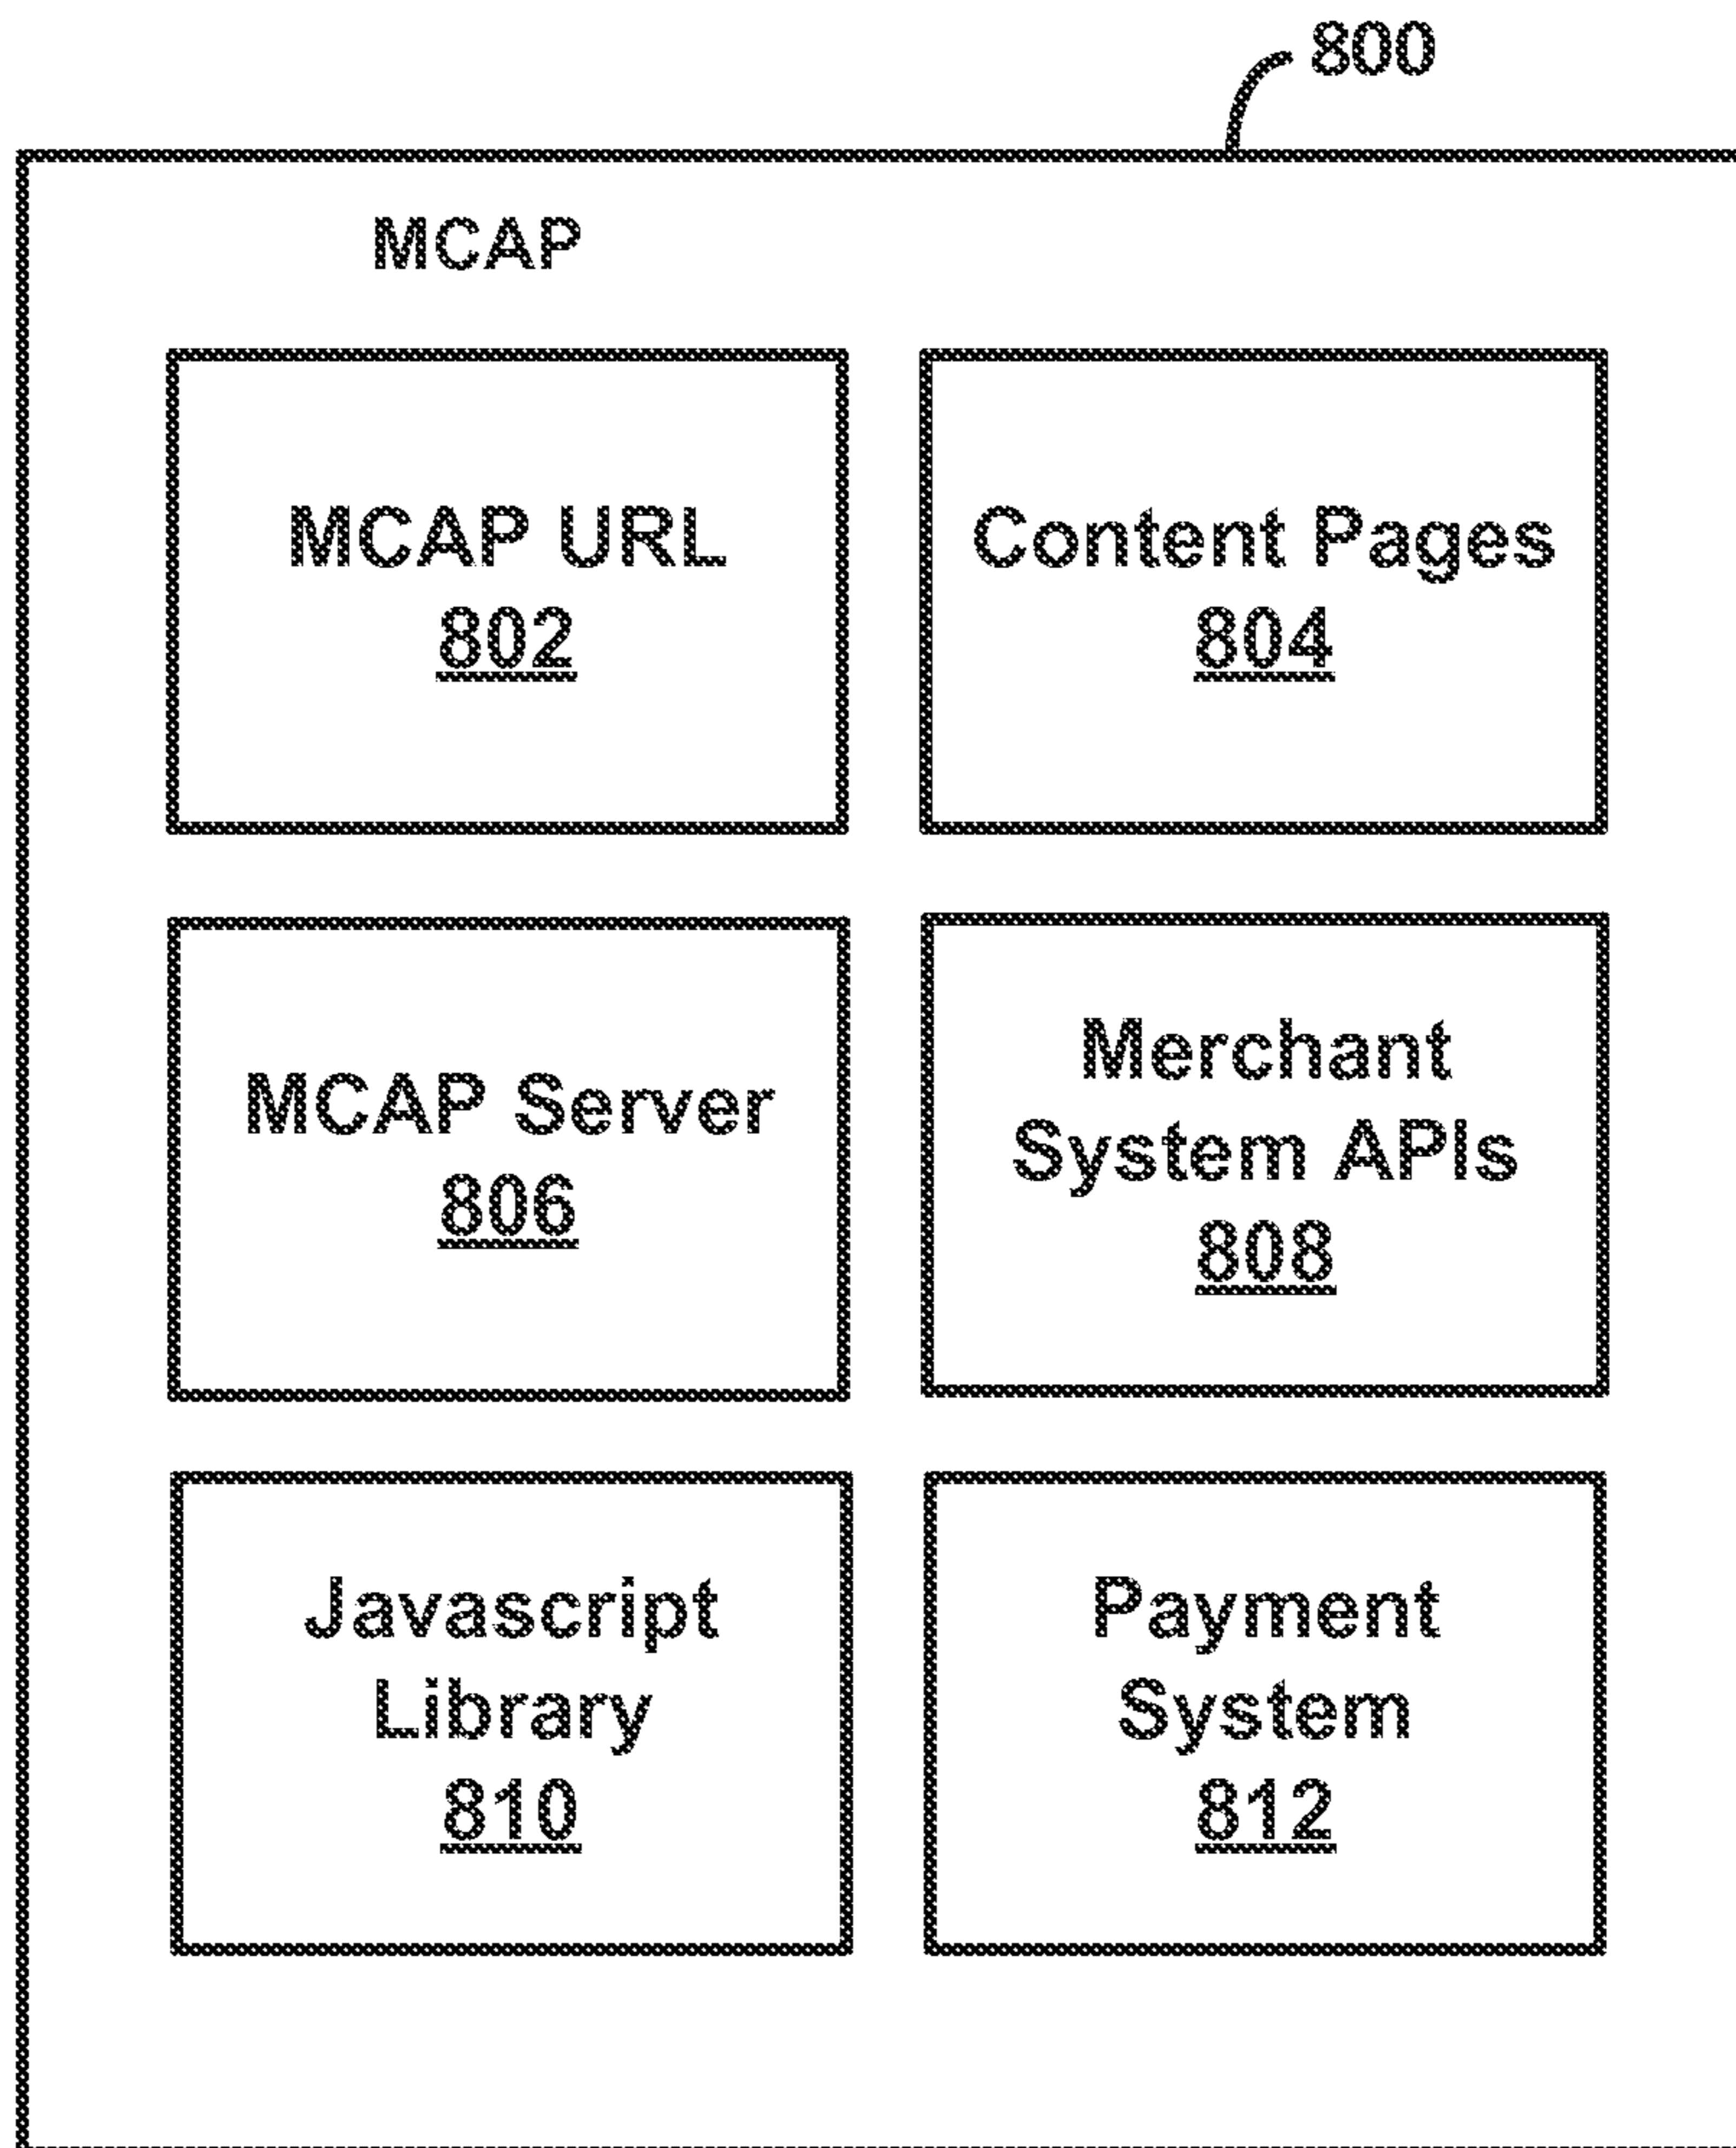 800
MCAP
MCAP URL
802
Content Pages
804
MCAP Server
806
Merchant
System APIs
808
Javascript
Library
810
Payment
System
812